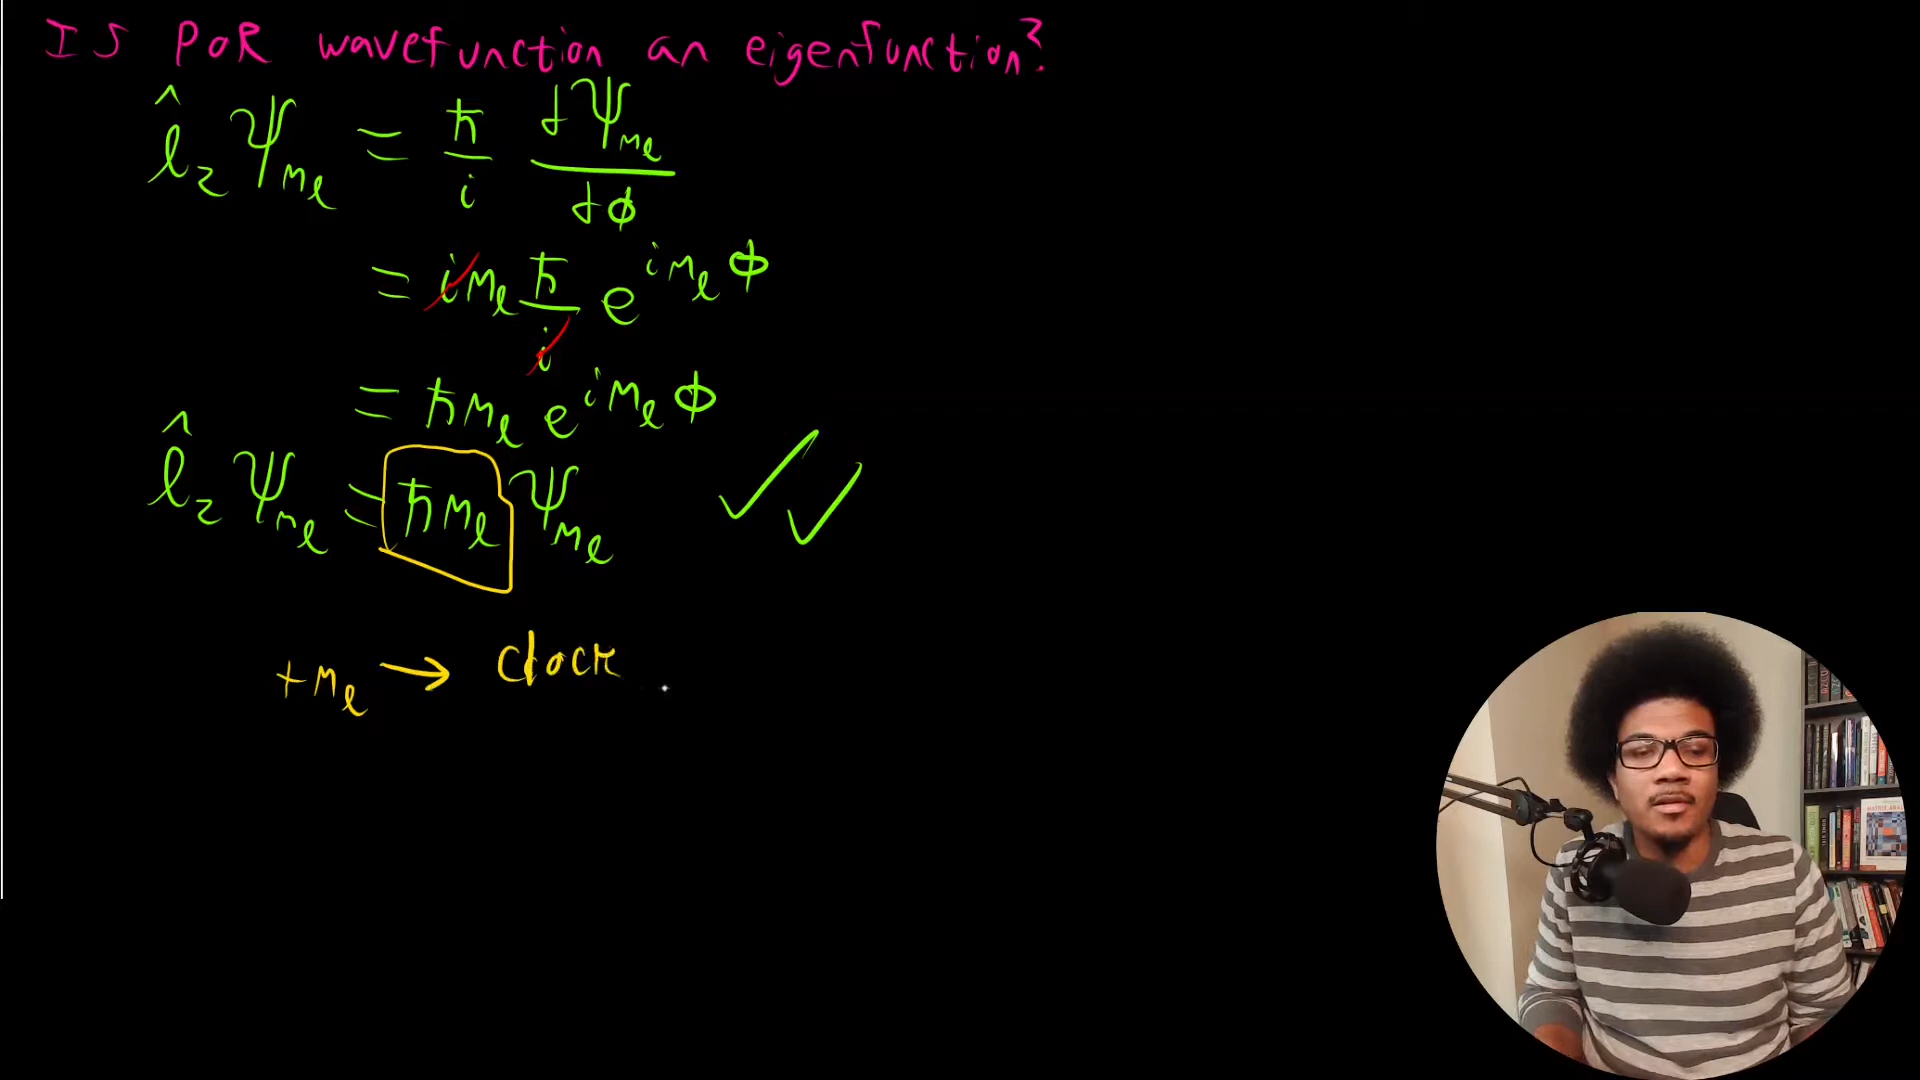 Is PoR wavefunction an eigenfunction?
l̂z ψmℓ = ħ/i dψmℓ/dϕ
= imℓ ħ/i e^{imℓϕ}
= ħmℓ e^{imℓϕ}
l̂z ψmℓ = ħmℓ ψmℓ ✓✓
+mℓ → Clock